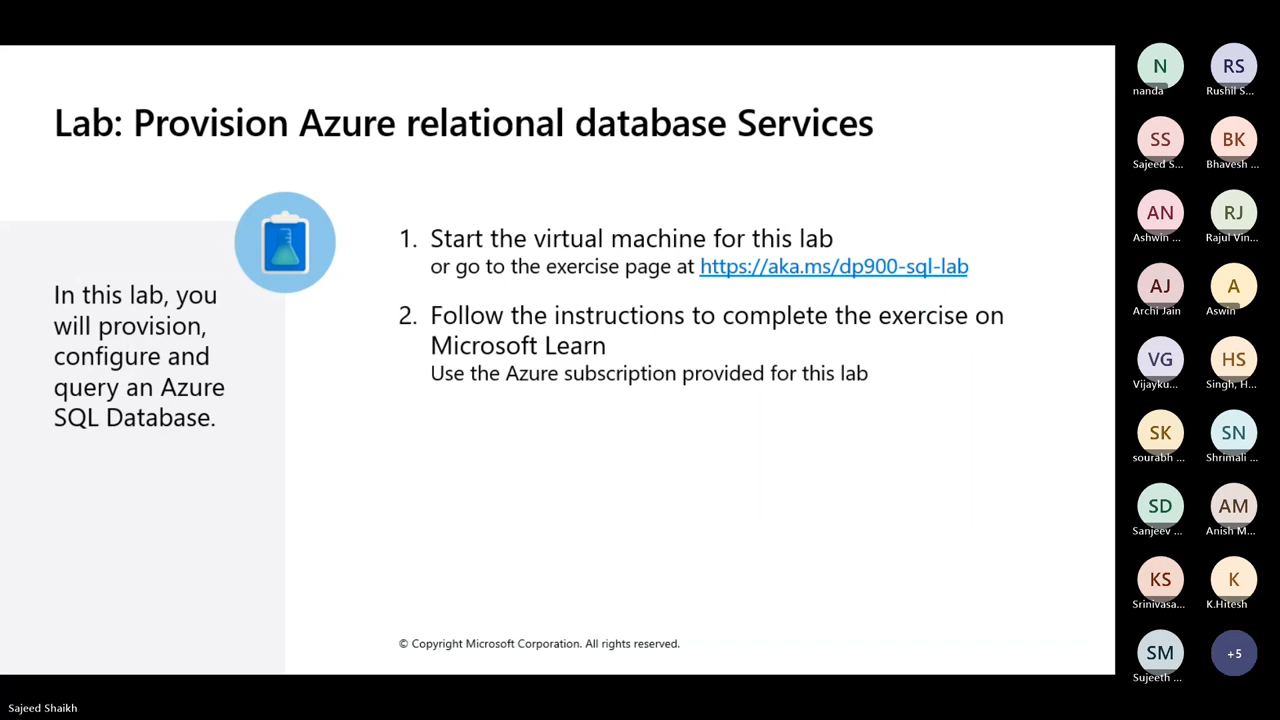 Lab: Provision Azure relational database Services
In this lab, you
will provision,
configure and
query an Azure
SQL Database.
1. Start the virtual machine for this lab
or go to the exercise page at https://aka.ms/dp900-sql-lab
2. Follow the instructions to complete the exercise on
Microsoft Learn
Use the Azure subscription provided for this lab
© Copyright Microsoft Corporation. All rights reserved.
N
nanda
RS
Rushil S...
SS
Sajeed S...
BK
Bhavesh ...
AN
Ashwin ...
RJ
Rajul Vin...
AJ
Archi Jain
A
Aswin
VG
Vijayku...
HS
Singh, H...
SK
sourabh ...
SN
Shrimali ...
SD
Sanjeev ...
AM
Anish M...
KS
Srinivasa...
K
K.Hitesh
SM
Sujeeth ...
+5
Sajeed Shaikh